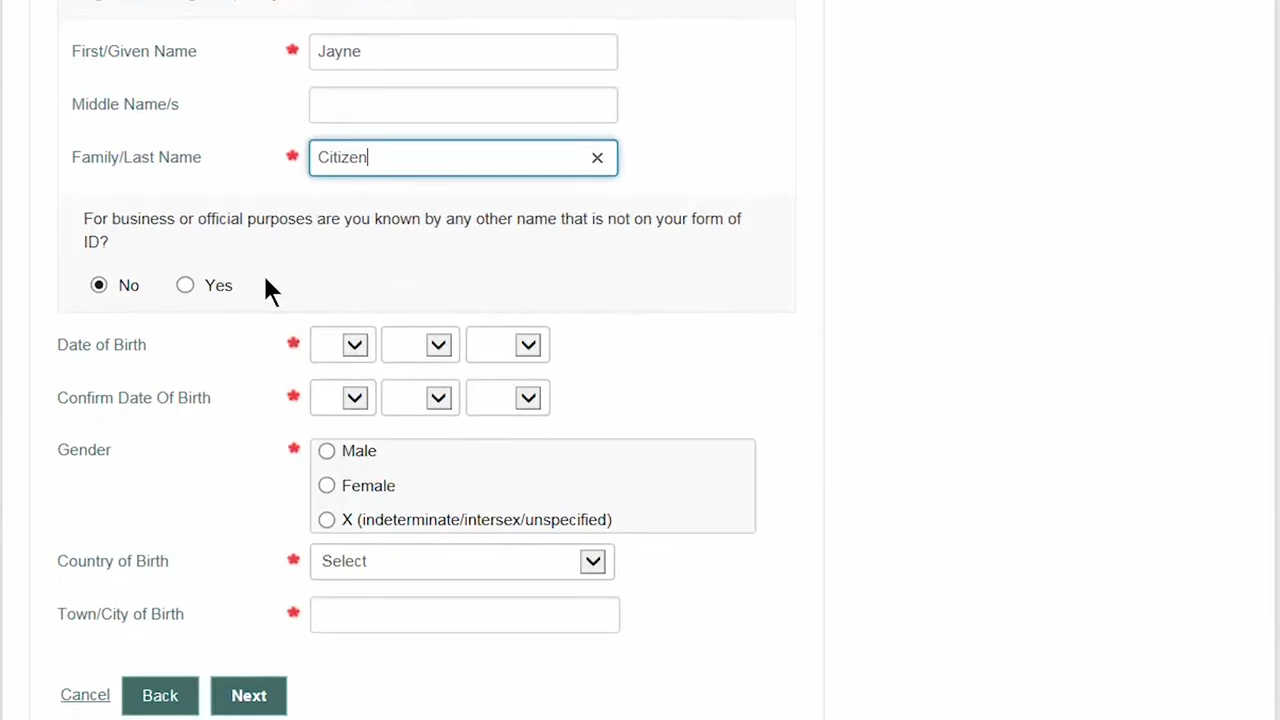 First/Given Name * Jayne
Middle Name/s
Family/Last Name * Citizen
For business or official purposes are you known by any other name that is not on your form of
ID?
No Yes
Date of Birth *
Confirm Date Of Birth *
Gender * Male
Female
X (indeterminate/intersex/unspecified)
Country of Birth * Select
Town/City of Birth *
Cancel Back Next